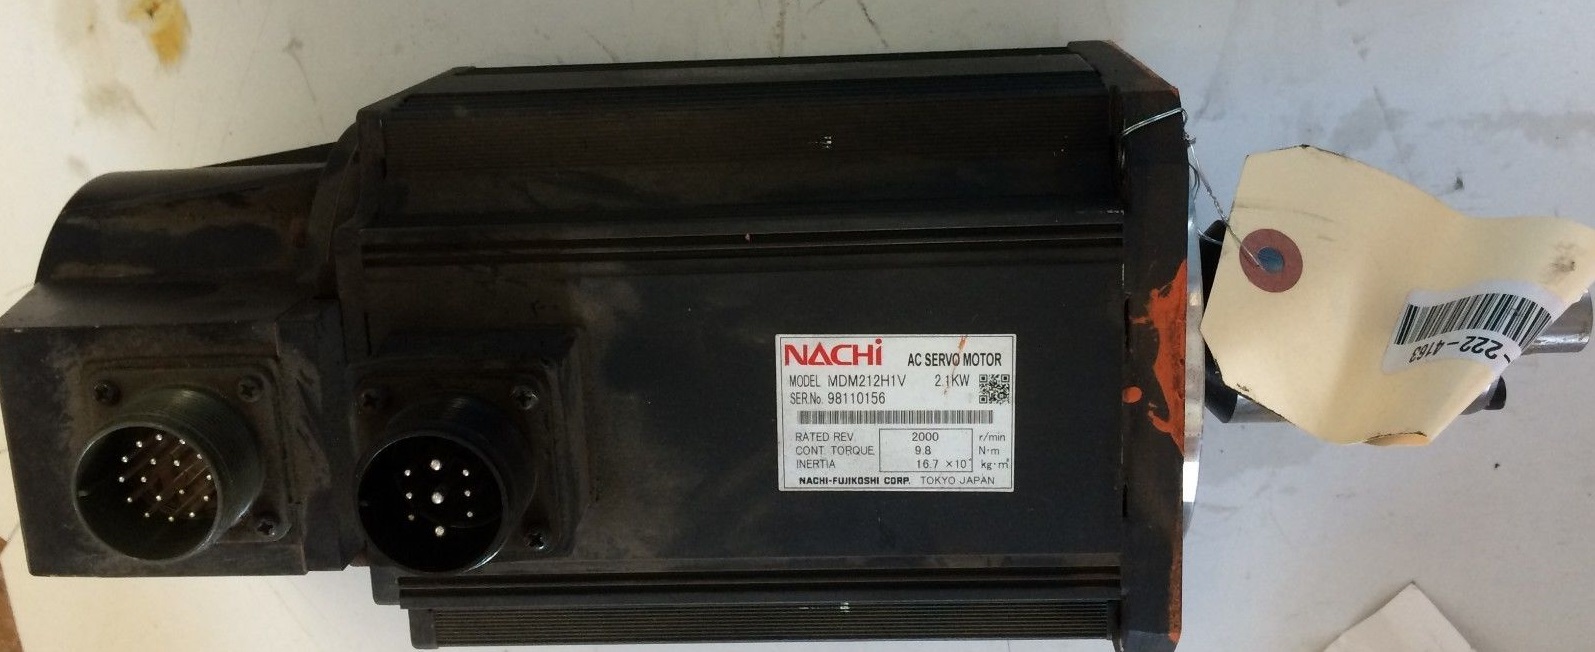 NACHi AC SERVO MOTOR
MODEL MDM212H1V 2.1KW
SER.No. 98110156
RATED REV. 2000 r/min
CONT. TORQUE 9.8 N·m
INERTIA 16.7 ×10 kg·m²
NACHI-FUJIKOSHI CORP. TOKYO JAPAN
-222-4163